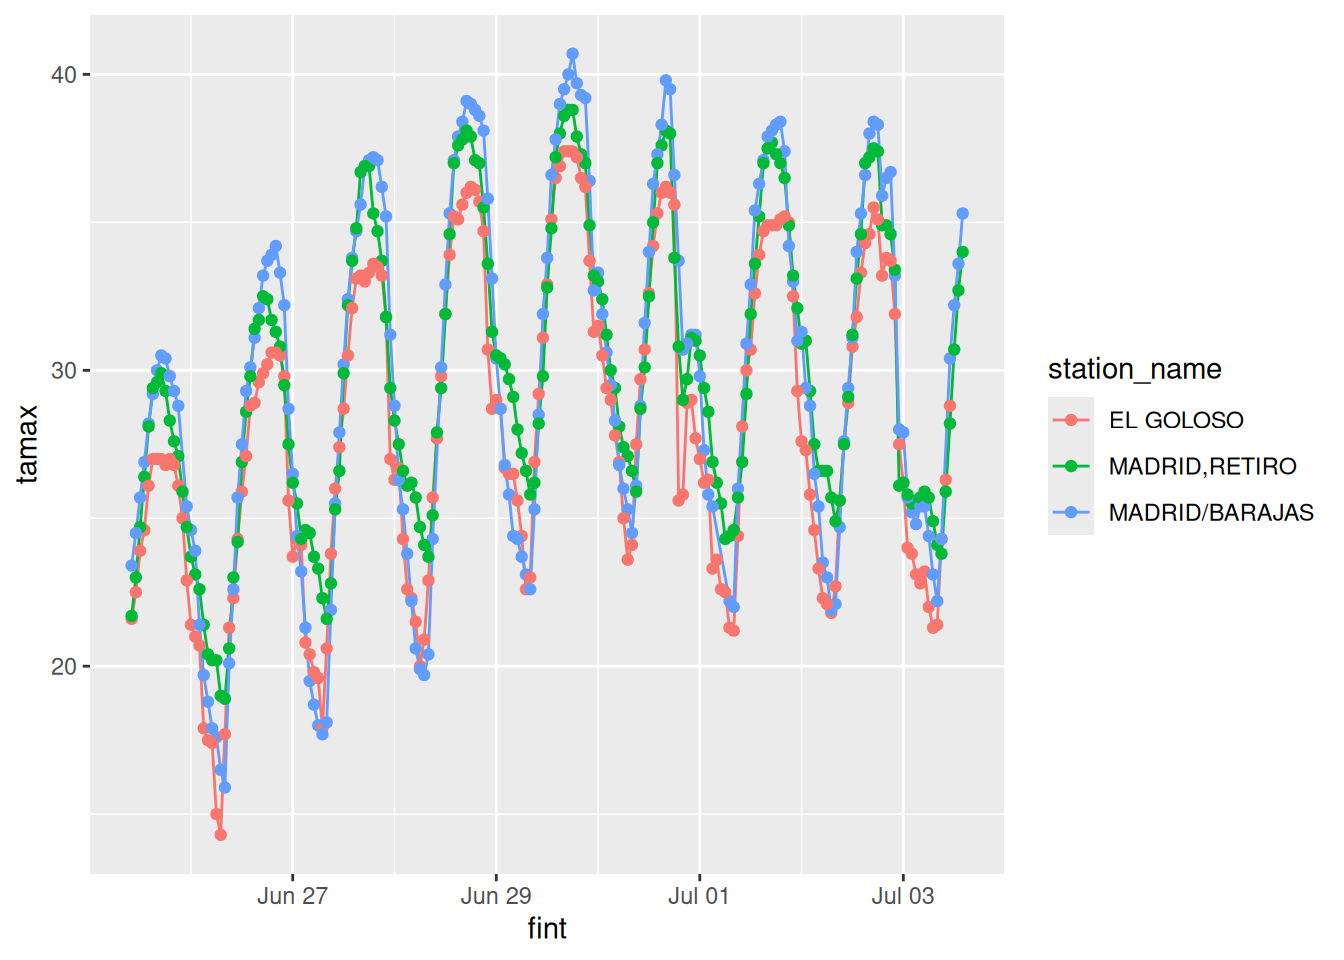 40
30
20
tamax
Jun 27
Jun 29
Jul 01
Jul 03
fint
station_name
EL GOLOSO
MADRID,RETIRO
MADRID/BARAJAS